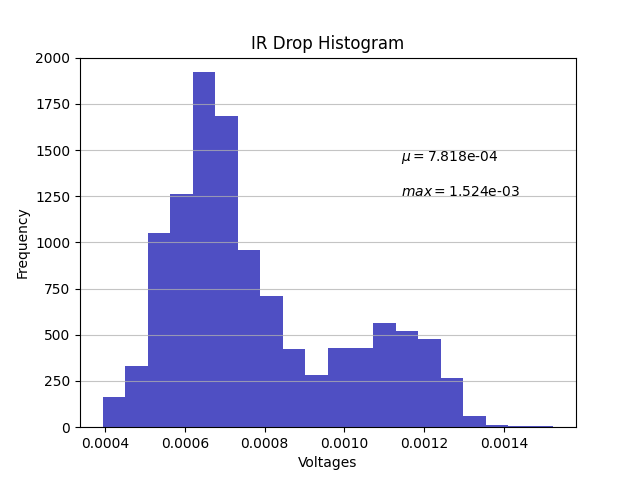 IR Drop Histogram
2000
1750
1500
1250
1000
750
500
250
0
Frequency
μ = 7.818e-04
max = 1.524e-03
0.0004 0.0006 0.0008 0.0010 0.0012 0.0014
Voltages